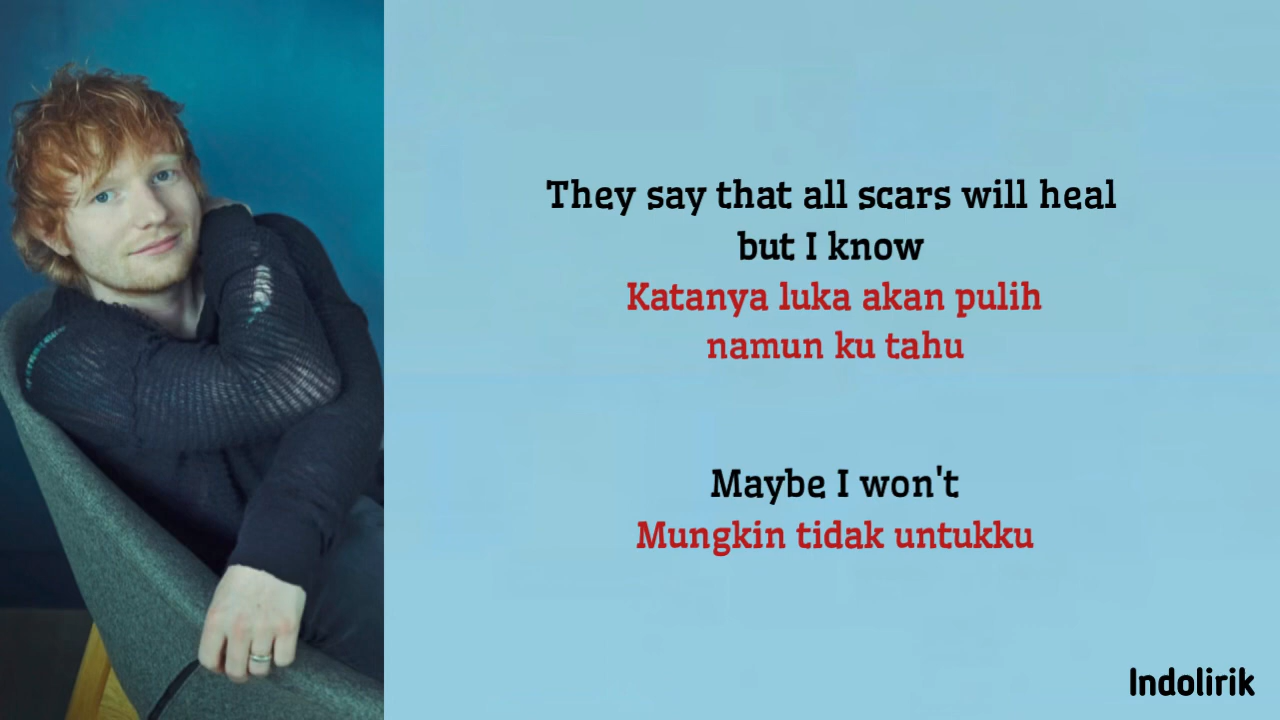 They say that all scars will heal
but I know
Katanya luka akan pulih
namun ku tahu
Maybe I won't
Mungkin tidak untukku
Indolirik